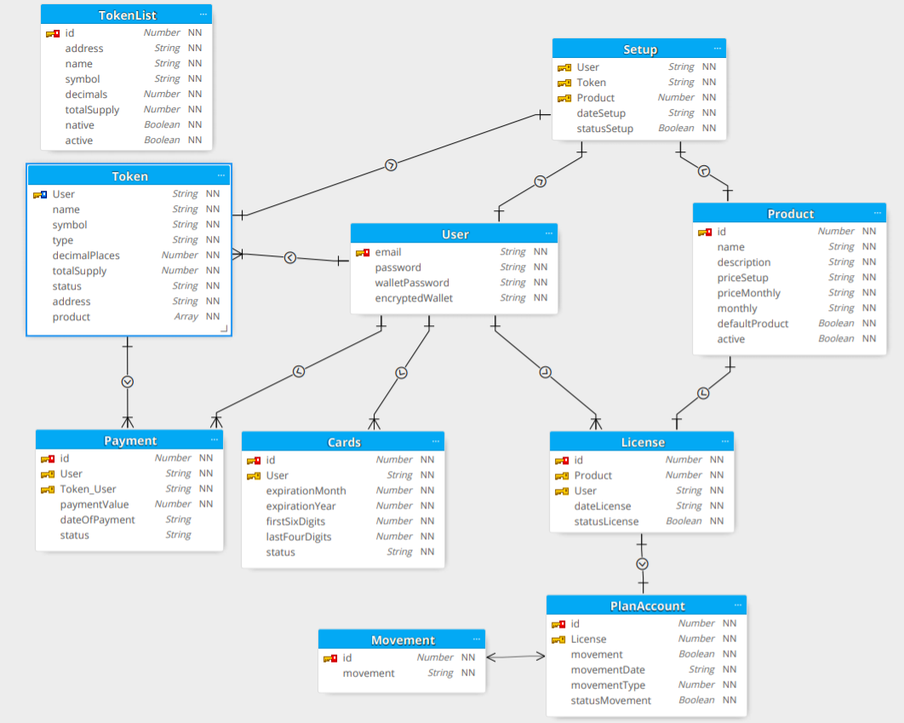 TokenList ...
id Number NN
address String NN
name String NN
symbol String NN
decimals Number NN
totalSupply Number NN
native Boolean NN
active Boolean NN
Setup ...
User String NN
Token String NN
Product Number NN
dateSetup String NN
statusSetup Boolean NN
Token ...
User String NN
name String NN
symbol String NN
type String NN
decimalPlaces Number NN
totalSupply Number NN
status String NN
address String NN
product Array NN
User ...
email String NN
password String NN
walletPassword String NN
encryptedWallet String NN
Product ...
id Number NN
name String NN
description String NN
priceSetup String NN
priceMonthly String NN
monthly String NN
defaultProduct Boolean NN
active Boolean NN
Payment ...
id Number NN
User String NN
Token_User String NN
paymentValue Number NN
dateOfPayment String
status String
Cards ...
id Number NN
User String NN
expirationMonth Number NN
expirationYear Number NN
firstSixDigits Number NN
lastFourDigits Number NN
status String NN
License ...
id Number NN
Product Number NN
User String NN
dateLicense String NN
statusLicense Boolean NN
PlanAccount ...
id Number NN
License Number NN
movement Boolean NN
movementDate String NN
movementType Number NN
statusMovement Boolean NN
Movement ...
id Number NN
movement String NN